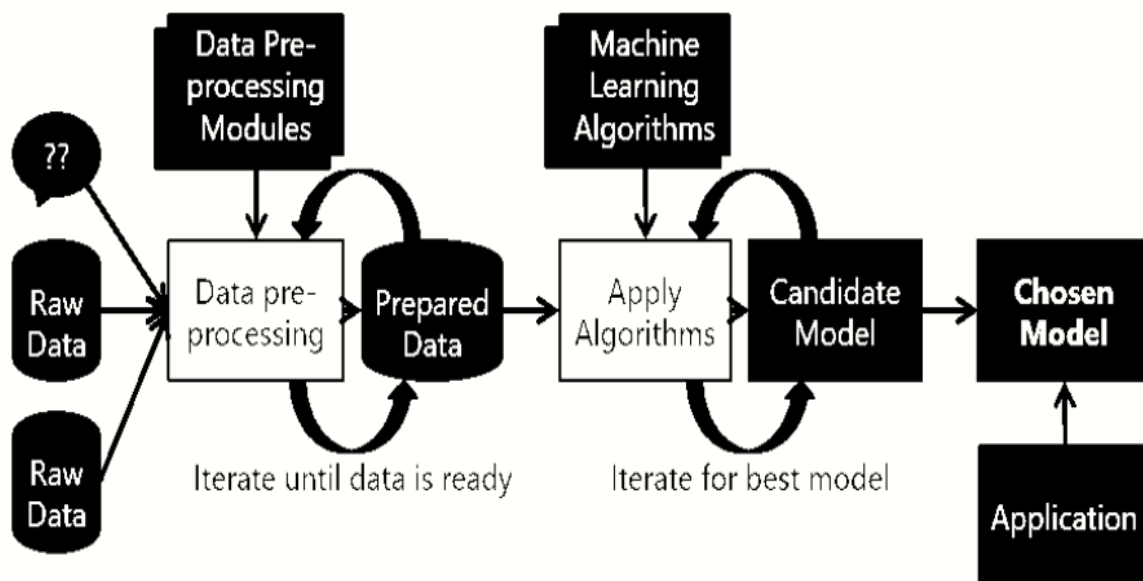 Data Pre-
processing
Modules
Machine
Learning
Algorithms
??
Raw
Data
Data pre-
processing
Prepared
Data
Apply
Algorithms
Candidate
Model
Chosen
Model
Raw
Data
Iterate until data is ready
Iterate for best model
Application